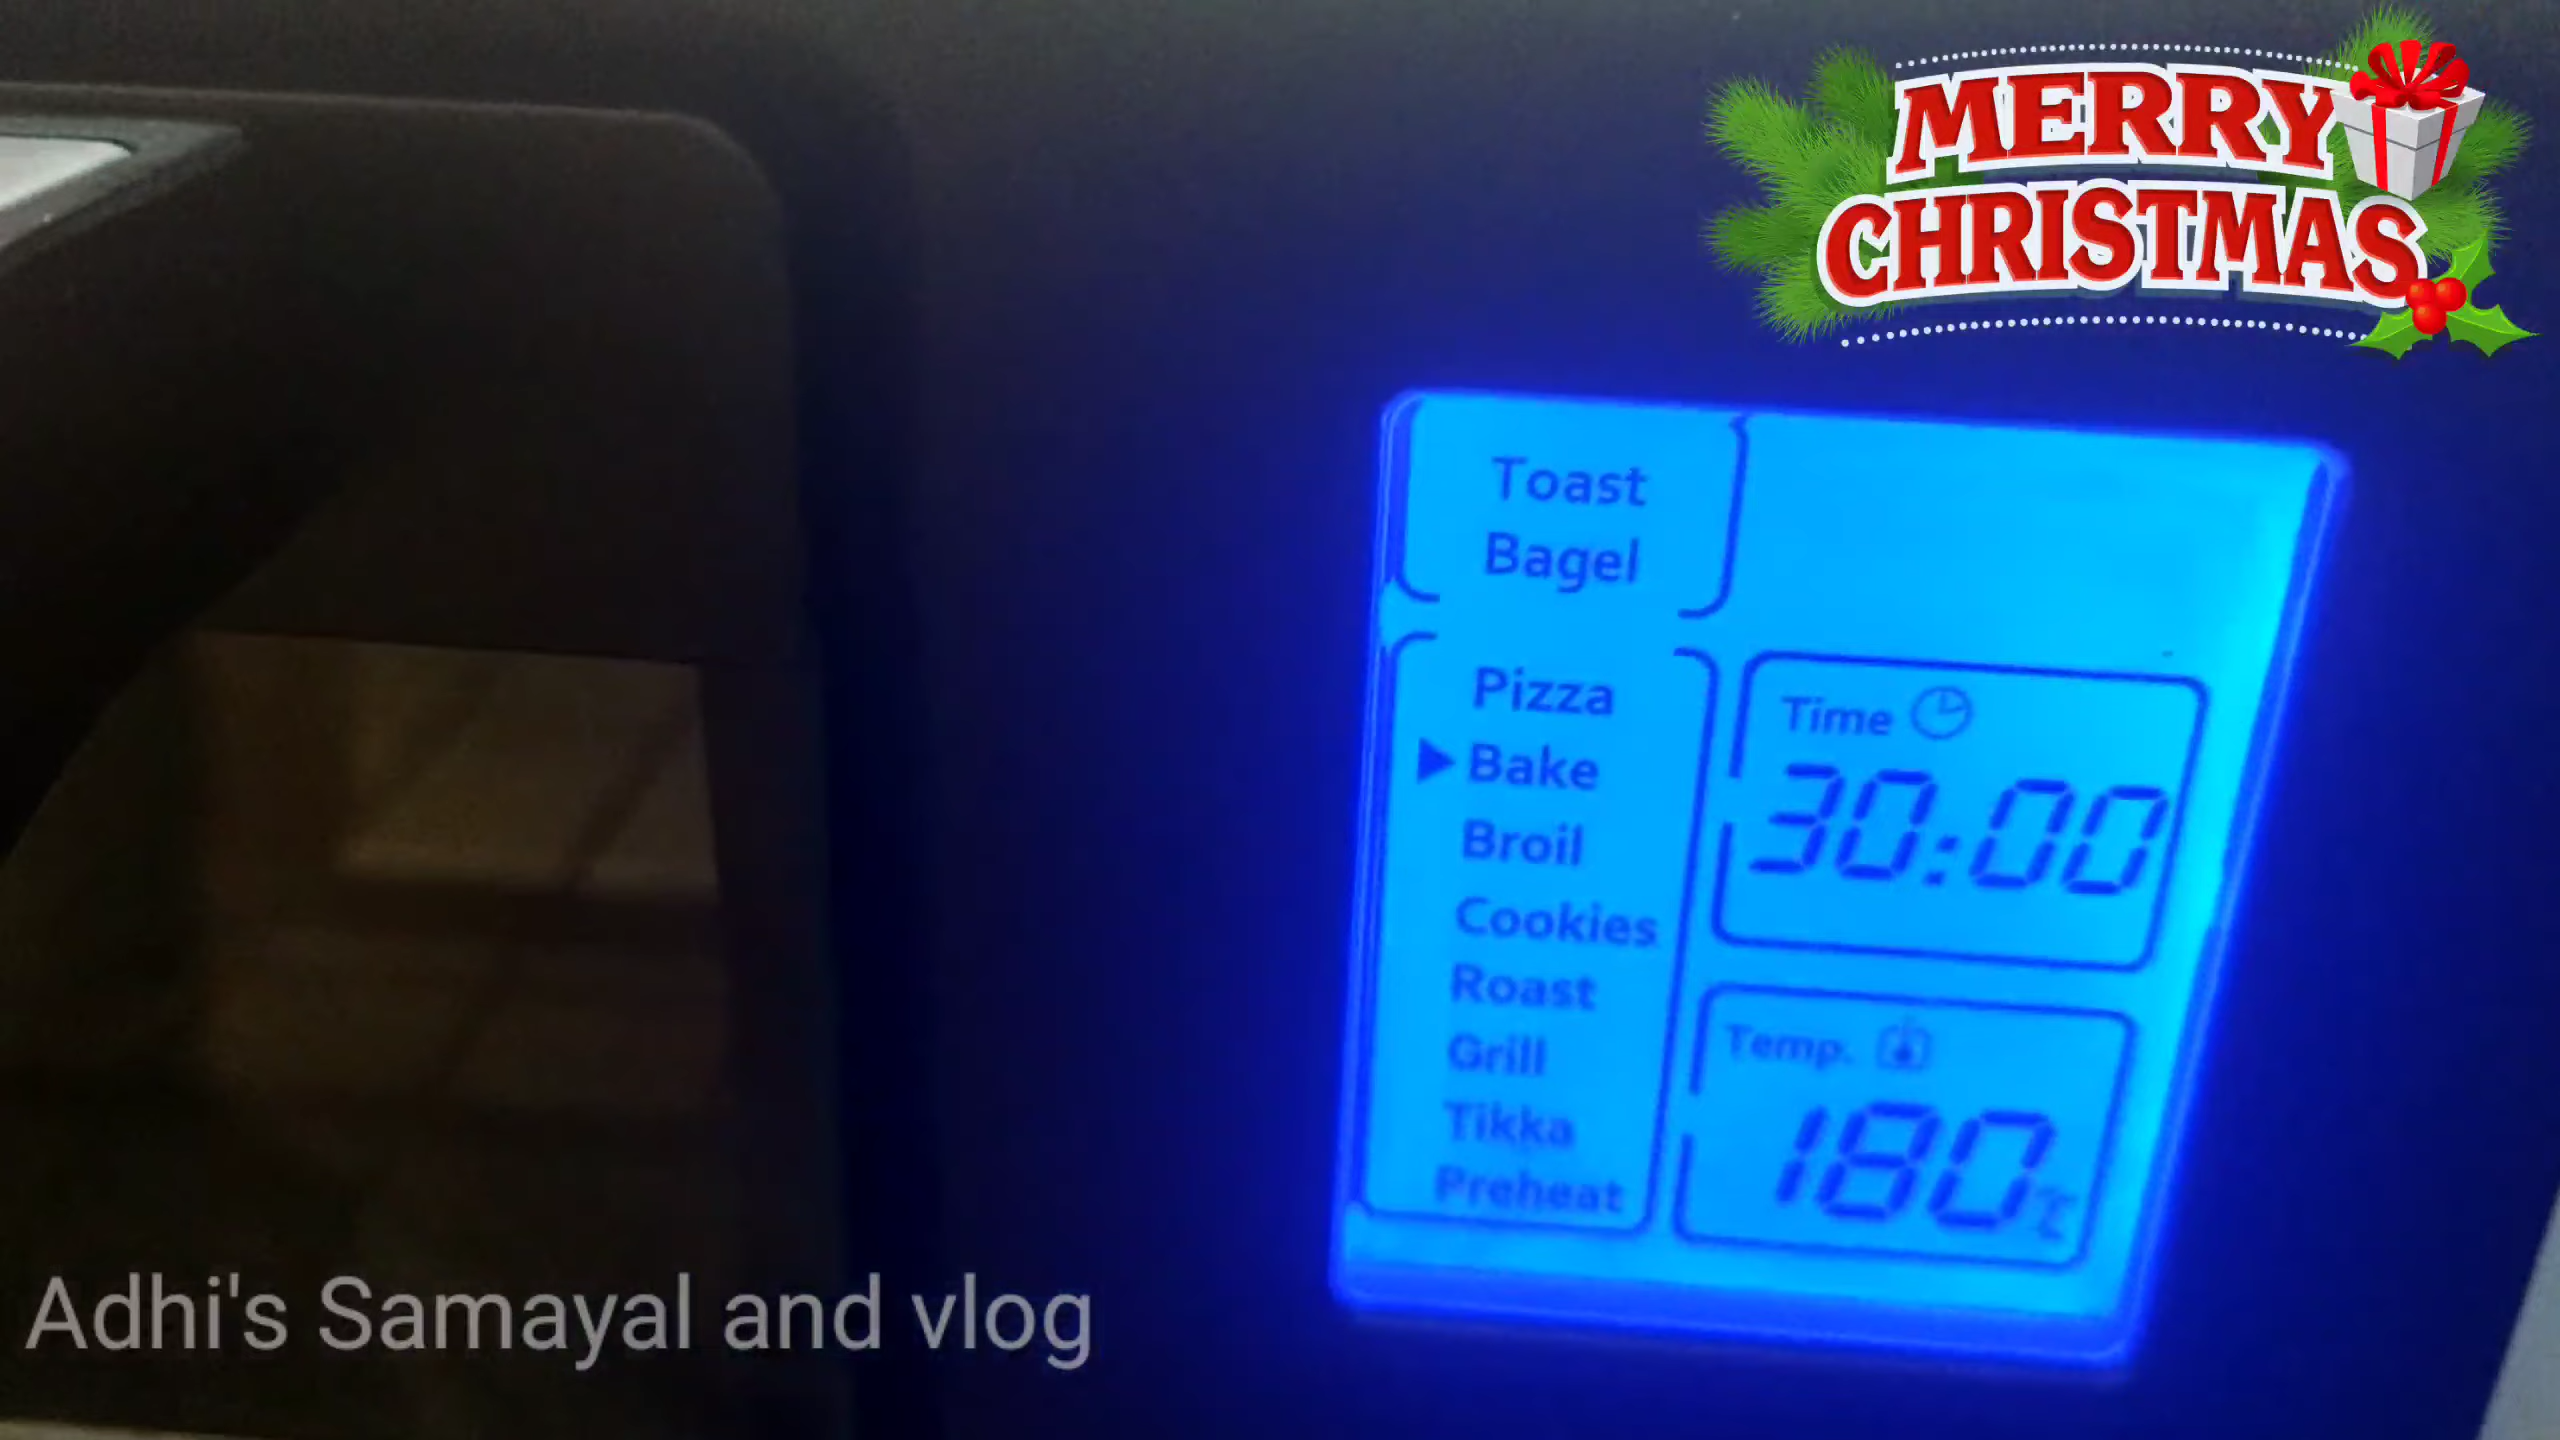 MERRY
CHRISTMAS
Toast
Bagel
Pizza
Bake
Broil
Cookies
Roast
Grill
Tikka
Preheat
Time
30:00
Temp.
180℃
Adhi's Samayal and vlog